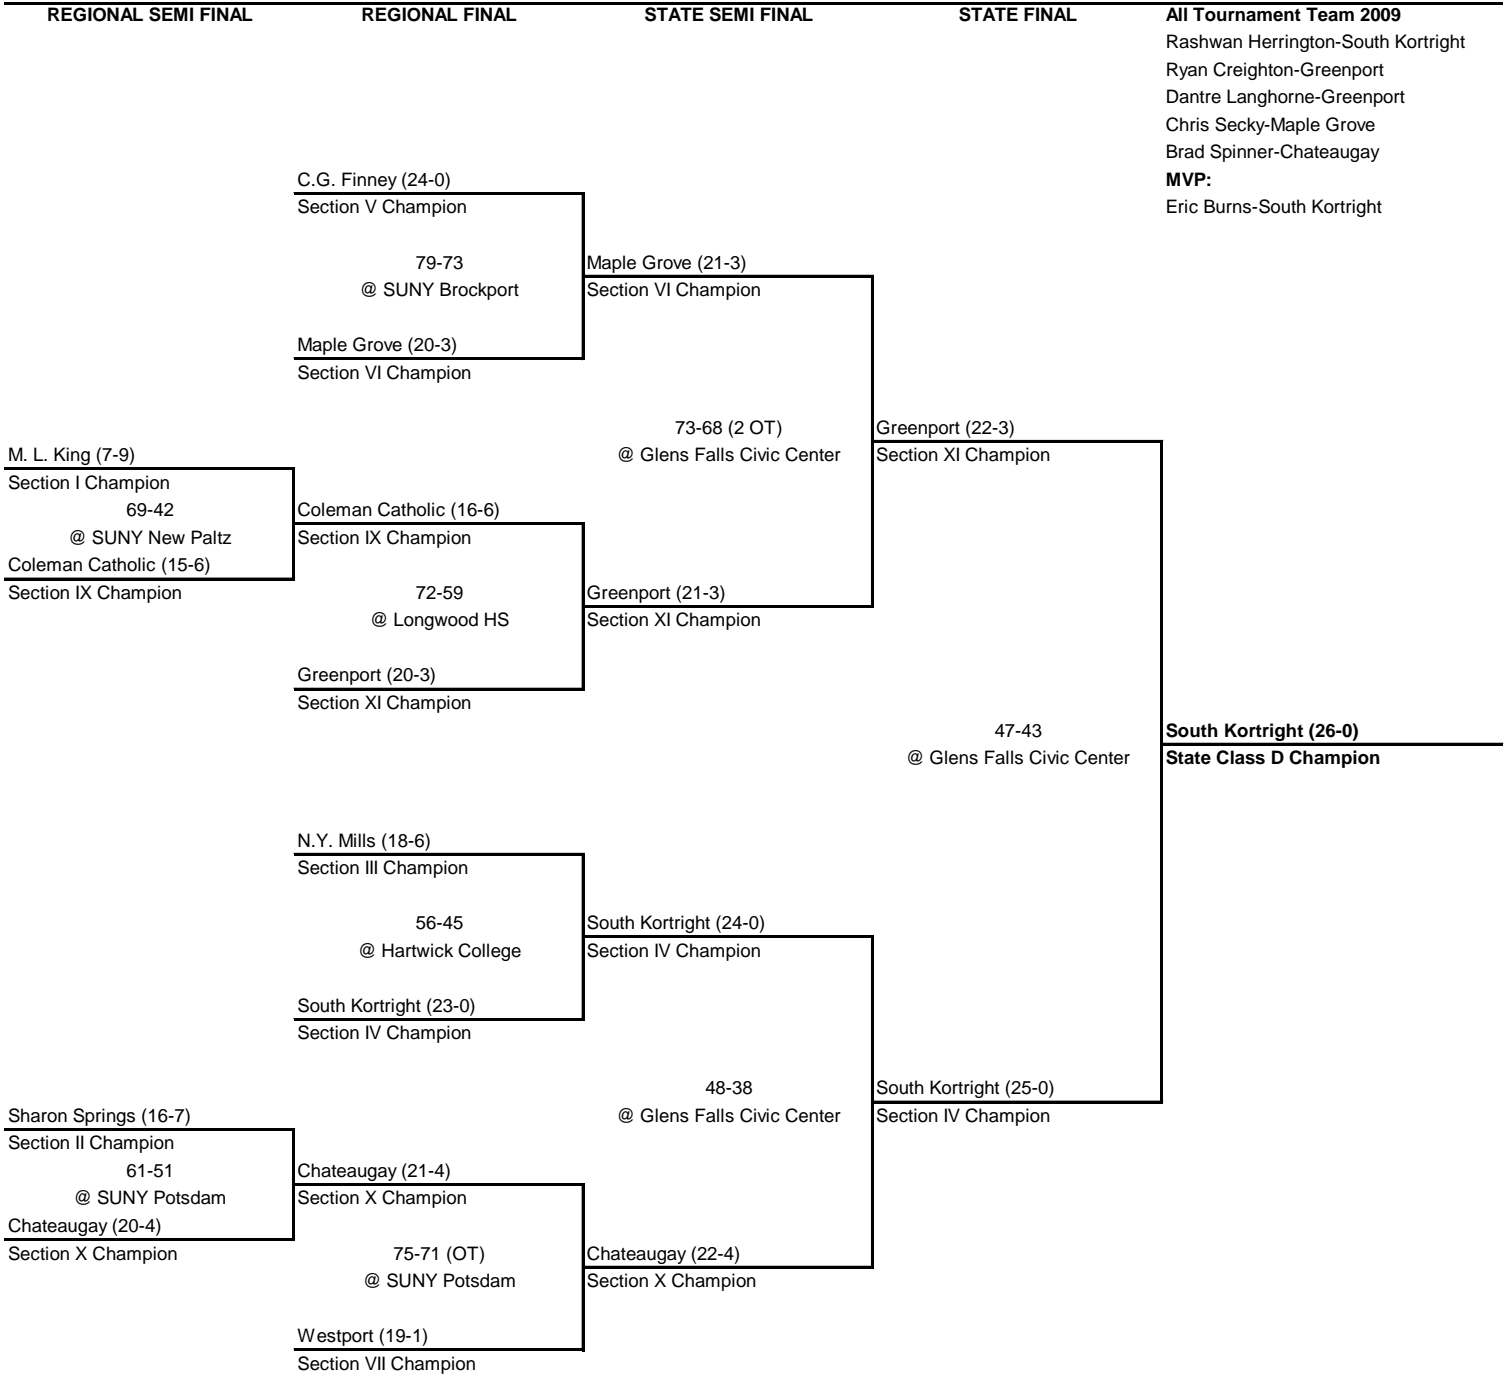 REGIONAL SEMI FINAL
REGIONAL FINAL
STATE SEMI FINAL
STATE FINAL
All Tournament Team 2009
Rashwan Herrington-South Kortright
Ryan Creighton-Greenport
Dantre Langhorne-Greenport
Chris Secky-Maple Grove
Brad Spinner-Chateaugay
MVP:
Eric Burns-South Kortright
C.G. Finney (24-0)
Section V Champion
79-73
@ SUNY Brockport
Maple Grove (20-3)
Section VI Champion
Maple Grove (21-3)
Section VI Champion
M. L. King (7-9)
Section I Champion
69-42
@ SUNY New Paltz
Coleman Catholic (15-6)
Section IX Champion
Coleman Catholic (16-6)
Section IX Champion
72-59
@ Longwood HS
Greenport (20-3)
Section XI Champion
Greenport (21-3)
Section XI Champion
73-68 (2 OT)
@ Glens Falls Civic Center
Greenport (22-3)
Section XI Champion
47-43
@ Glens Falls Civic Center
South Kortright (26-0)
State Class D Champion
N.Y. Mills (18-6)
Section III Champion
56-45
@ Hartwick College
South Kortright (23-0)
Section IV Champion
South Kortright (24-0)
Section IV Champion
48-38
@ Glens Falls Civic Center
South Kortright (25-0)
Section IV Champion
Sharon Springs (16-7)
Section II Champion
61-51
@ SUNY Potsdam
Chateaugay (20-4)
Section X Champion
Chateaugay (21-4)
Section X Champion
75-71 (OT)
@ SUNY Potsdam
Westport (19-1)
Section VII Champion
Chateaugay (22-4)
Section X Champion